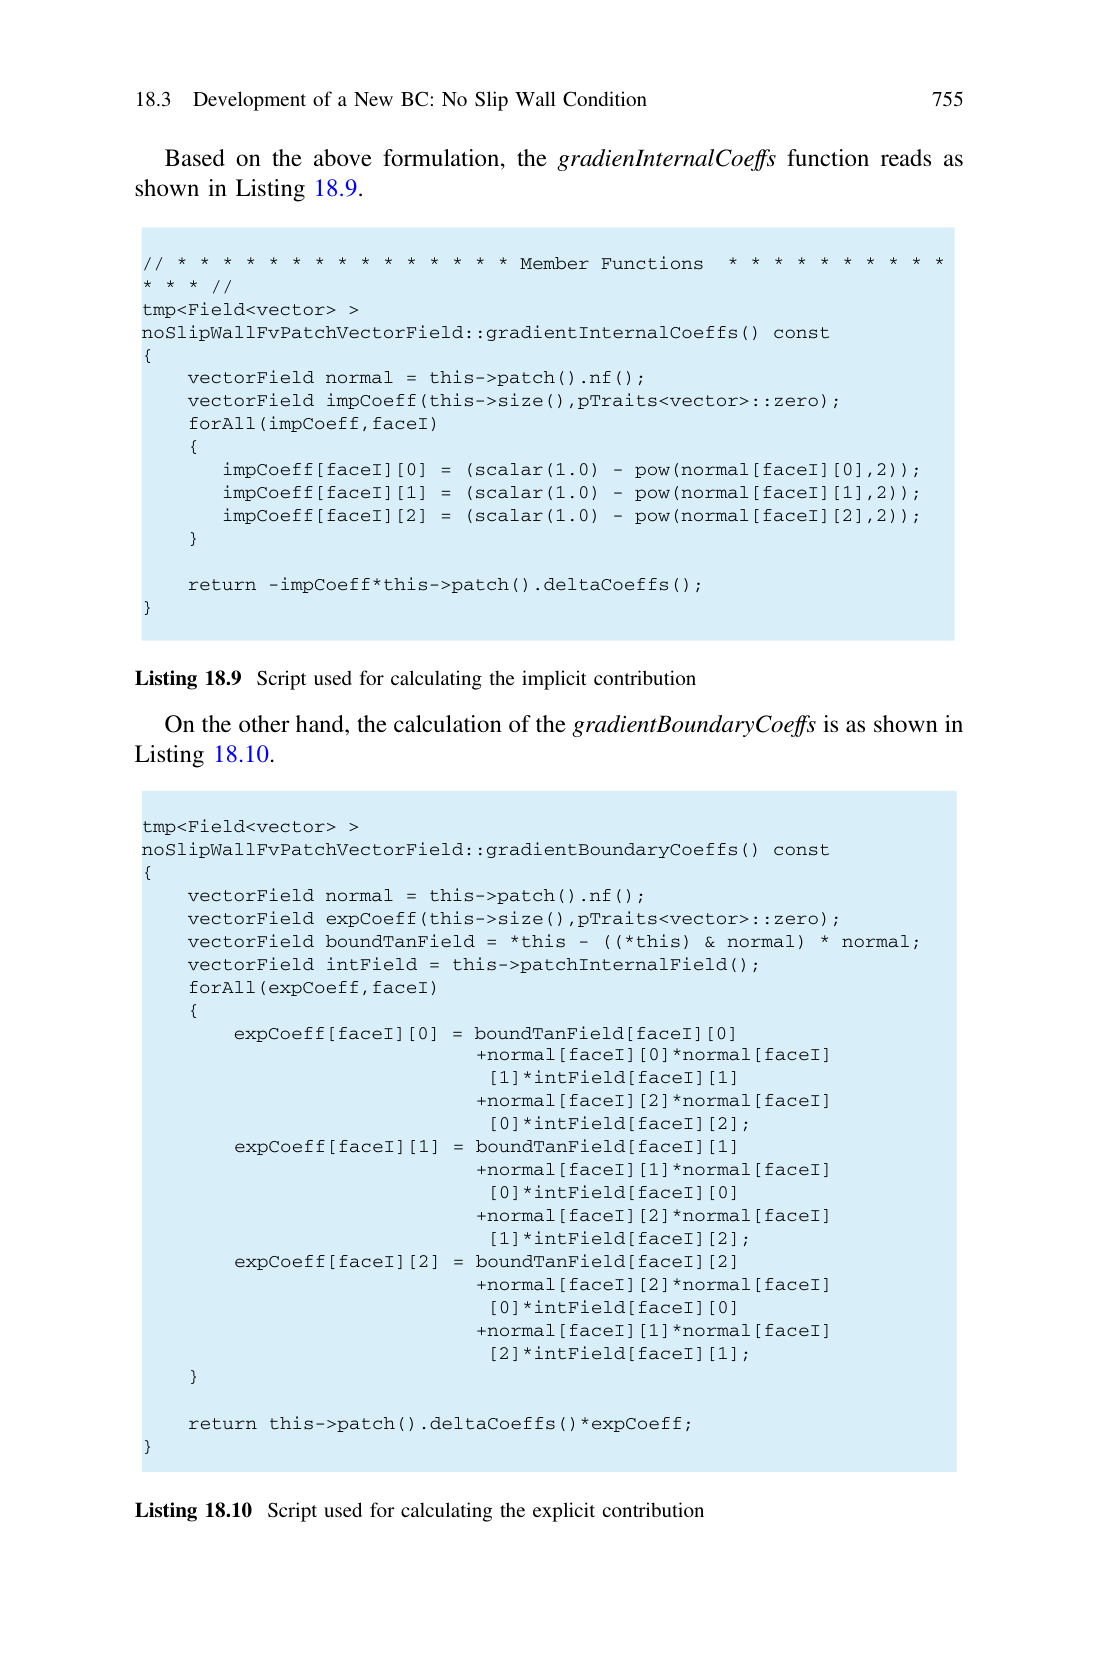 18.3 Development of a New BC: No Slip Wall Condition 755
Based on the above formulation, the gradienInternalCoeffs function reads as
shown in Listing 18.9.
// * * * * * * * * * * * * * * * Member Functions  * * * * * * * * * *
* * * //
tmp<Field<vector> >
noSlipWallFvPatchVectorField::gradientInternalCoeffs() const
{
    vectorField normal = this->patch().nf();
    vectorField impCoeff(this->size(),pTraits<vector>::zero);
    forAll(impCoeff,faceI)
    {
       impCoeff[faceI][0] = (scalar(1.0) - pow(normal[faceI][0],2));
       impCoeff[faceI][1] = (scalar(1.0) - pow(normal[faceI][1],2));
       impCoeff[faceI][2] = (scalar(1.0) - pow(normal[faceI][2],2));
    }
    return -impCoeff*this->patch().deltaCoeffs();
}
Listing 18.9 Script used for calculating the implicit contribution
On the other hand, the calculation of the gradientBoundaryCoeffs is as shown in
Listing 18.10.
tmp<Field<vector> >
noSlipWallFvPatchVectorField::gradientBoundaryCoeffs() const
{
    vectorField normal = this->patch().nf();
    vectorField expCoeff(this->size(),pTraits<vector>::zero);
    vectorField boundTanField = *this - ((*this) & normal) * normal;
    vectorField intField = this->patchInternalField();
    forAll(expCoeff,faceI)
    {
        expCoeff[faceI][0] = boundTanField[faceI][0]
                             +normal[faceI][0]*normal[faceI]
                              [1]*intField[faceI][1]
                             +normal[faceI][2]*normal[faceI]
                              [0]*intField[faceI][2];
        expCoeff[faceI][1] = boundTanField[faceI][1]
                             +normal[faceI][1]*normal[faceI]
                              [0]*intField[faceI][0]
                             +normal[faceI][2]*normal[faceI]
                              [1]*intField[faceI][2];
        expCoeff[faceI][2] = boundTanField[faceI][2]
                             +normal[faceI][2]*normal[faceI]
                              [0]*intField[faceI][0]
                             +normal[faceI][1]*normal[faceI]
                              [2]*intField[faceI][1];
    }
    return this->patch().deltaCoeffs()*expCoeff;
}
Listing 18.10 Script used for calculating the explicit contribution